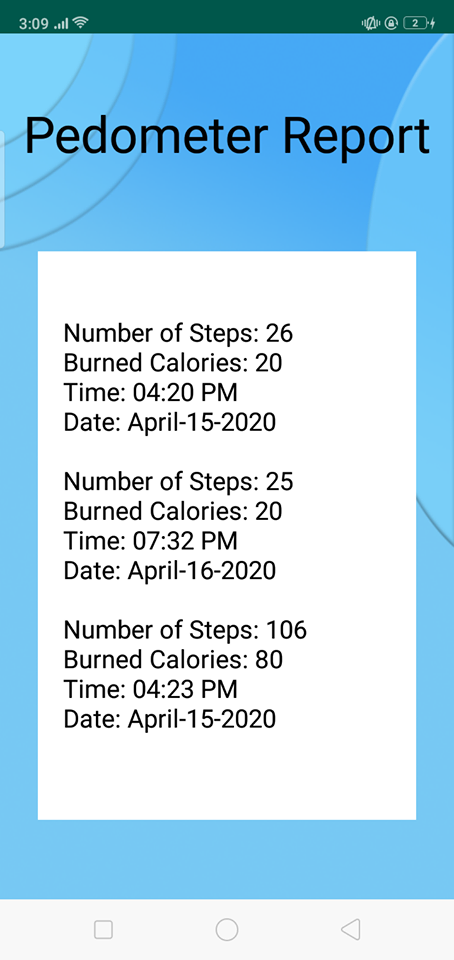 3:09
2
Pedometer Report
Number of Steps: 26
Burned Calories: 20
Time: 04:20 PM
Date: April-15-2020
Number of Steps: 25
Burned Calories: 20
Time: 07:32 PM
Date: April-16-2020
Number of Steps: 106
Burned Calories: 80
Time: 04:23 PM
Date: April-15-2020